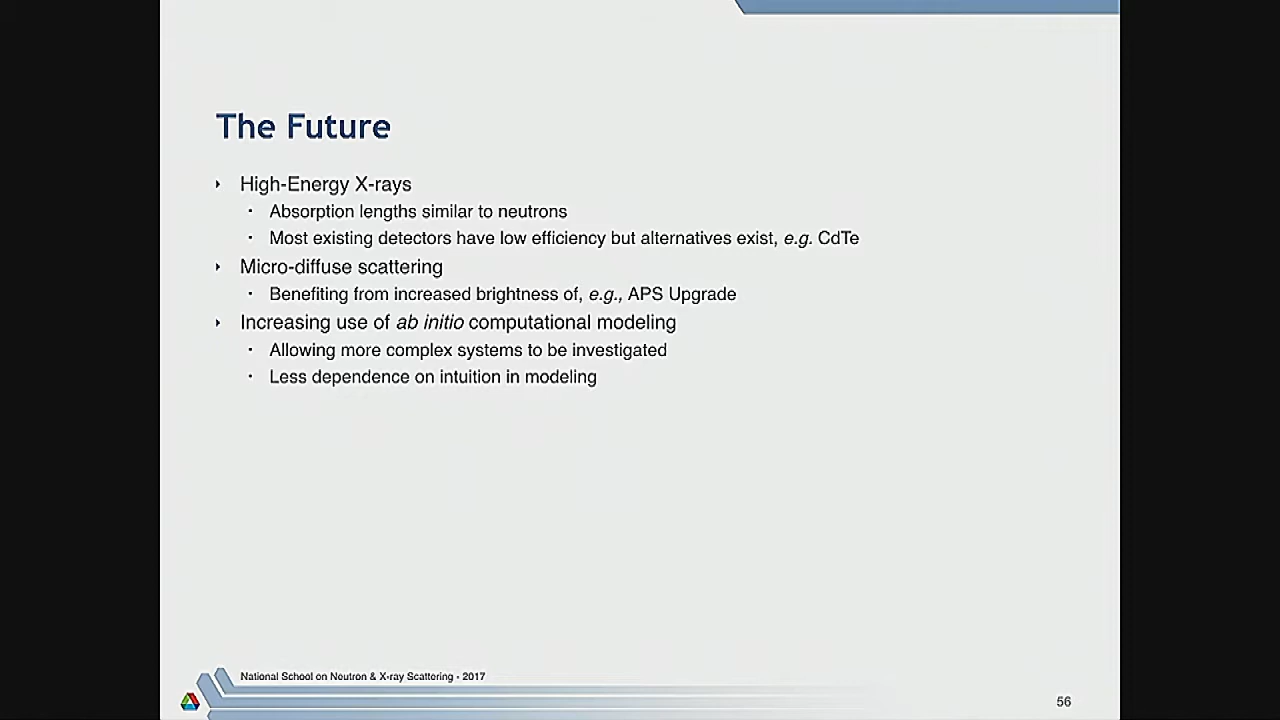 The Future
High-Energy X-rays
Absorption lengths similar to neutrons
Most existing detectors have low efficiency but alternatives exist, e.g. CdTe
Micro-diffuse scattering
Benefiting from increased brightness of, e.g., APS Upgrade
Increasing use of ab initio computational modeling
Allowing more complex systems to be investigated
Less dependence on intuition in modeling
National School on Neutron & X-ray Scattering - 2017
56